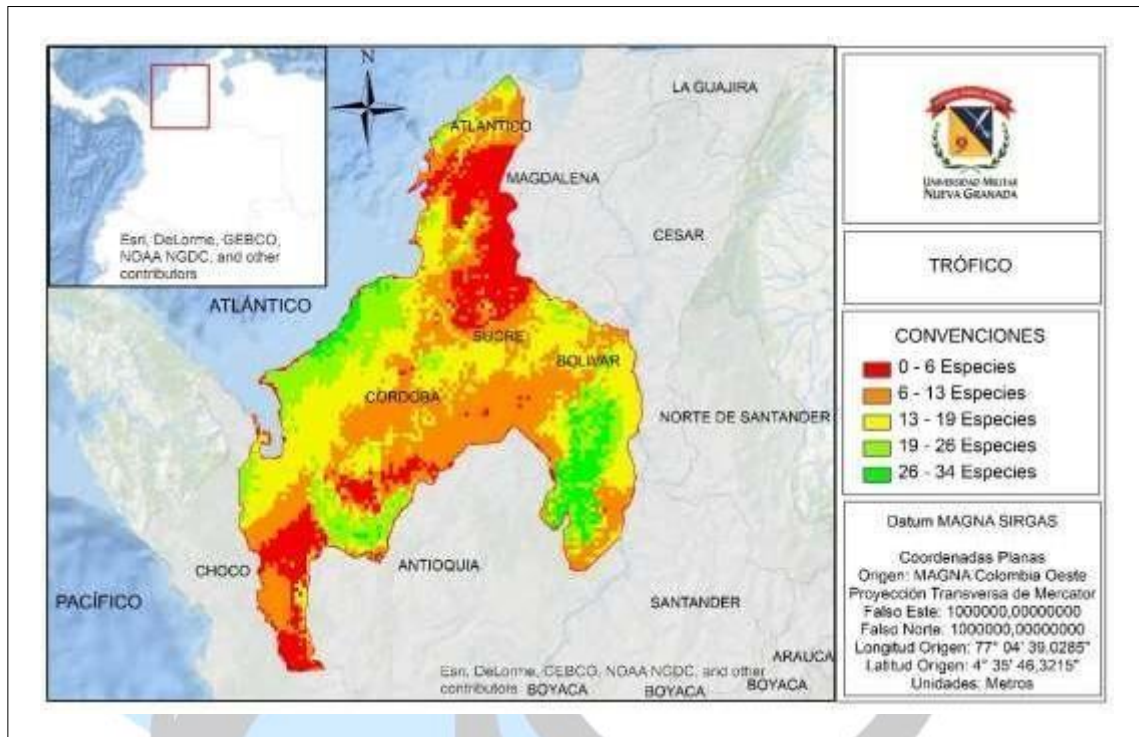 Esri, DeLorme, GEBCO,
NOAA NGDC, and other
contributors
N
LA GUAJIRA
ATLANTICO
MAGDALENA
CESAR
ATLÁNTICO
SUCRE
BOLIVAR
CORDOBA
NORTE DE SANTANDER
CHOCO
ANTIOQUIA
PACÍFICO
SANTANDER
ARAUCA
Esri, DeLorme, GEBCO, NOAA NGDC, and other
contributors
BOYACA
BOYACA
BOYACA
UNIVERSIDAD MILITAR
NUEVA GRANADA
TRÓFICO
CONVENCIONES
0 - 6 Especies
6 - 13 Especies
13 - 19 Especies
19 - 26 Especies
26 - 34 Especies
Datum MAGNA SIRGAS
Coordenadas Planas
Origen: MAGNA Colombia Oeste
Proyección Transversa de Mercator
Falso Este: 1000000,00000000
Falso Norte: 1000000,00000000
Longitud Origen: 77° 04' 39,0285"
Latitud Origen: 4° 35' 46,3215"
Unidades: Metros